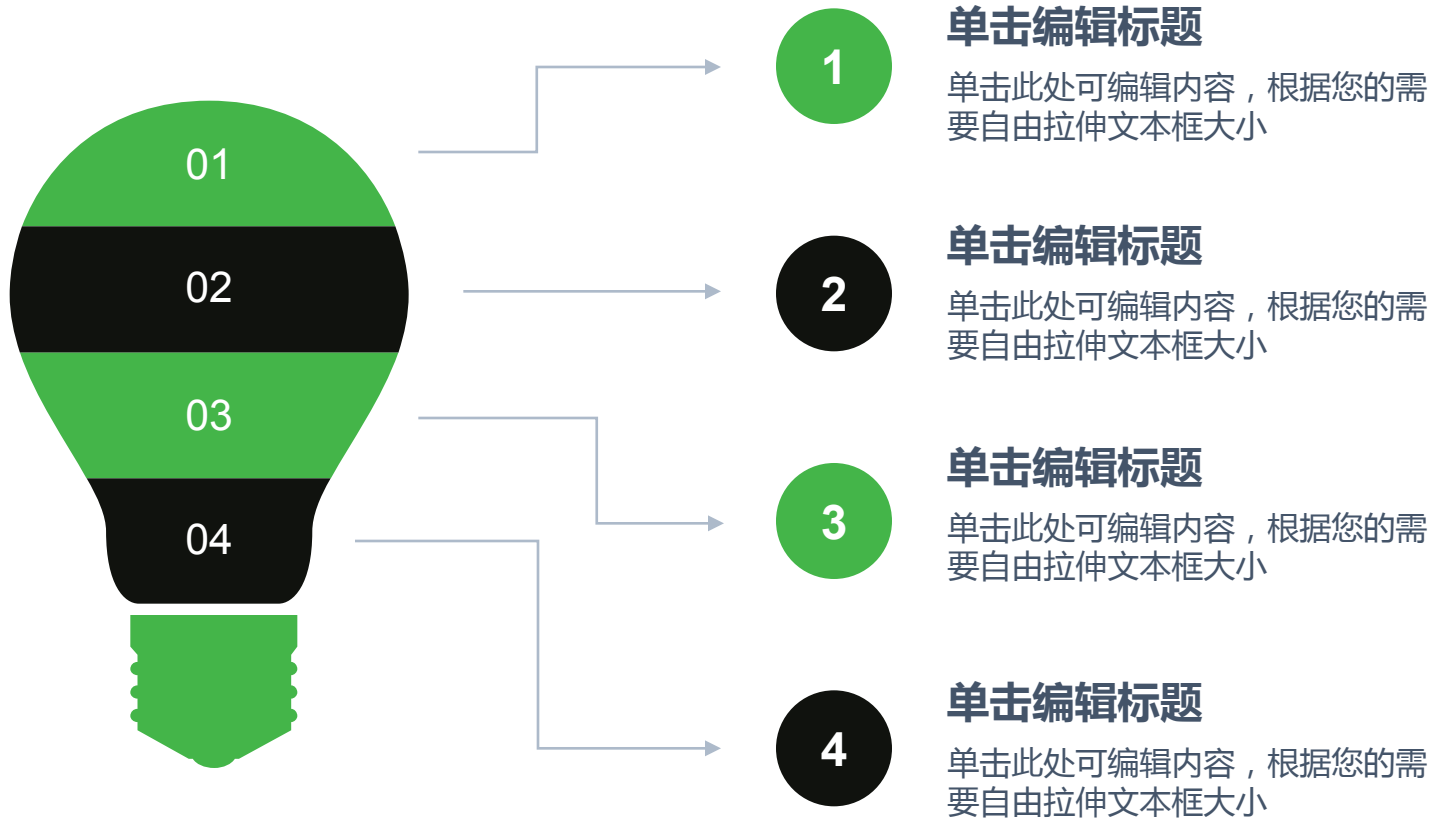 01
02
03
04
1
单击编辑标题
单击此处可编辑内容，根据您的需
要自由拉伸文本框大小
2
单击编辑标题
单击此处可编辑内容，根据您的需
要自由拉伸文本框大小
3
单击编辑标题
单击此处可编辑内容，根据您的需
要自由拉伸文本框大小
4
单击编辑标题
单击此处可编辑内容，根据您的需
要自由拉伸文本框大小